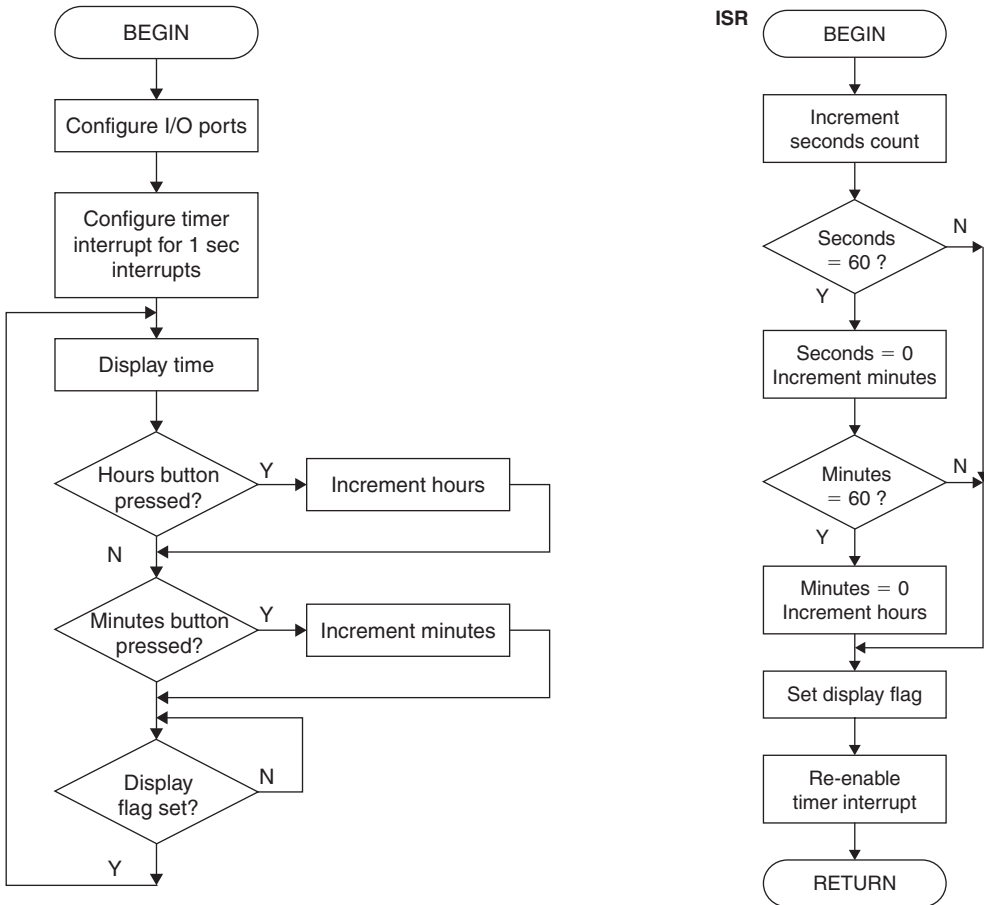 BEGIN
Configure I/O ports
Configure timer
interrupt for 1 sec
interrupts
Display time
Hours button
pressed?
Y
Increment hours
N
Minutes button
pressed?
Y
Increment minutes
Display
flag set?
N
Y
ISR
BEGIN
Increment
seconds count
Seconds
= 60 ?
N
Y
Seconds = 0
Increment minutes
Minutes
= 60 ?
N
Y
Minutes = 0
Increment hours
Set display flag
Re-enable
timer interrupt
RETURN